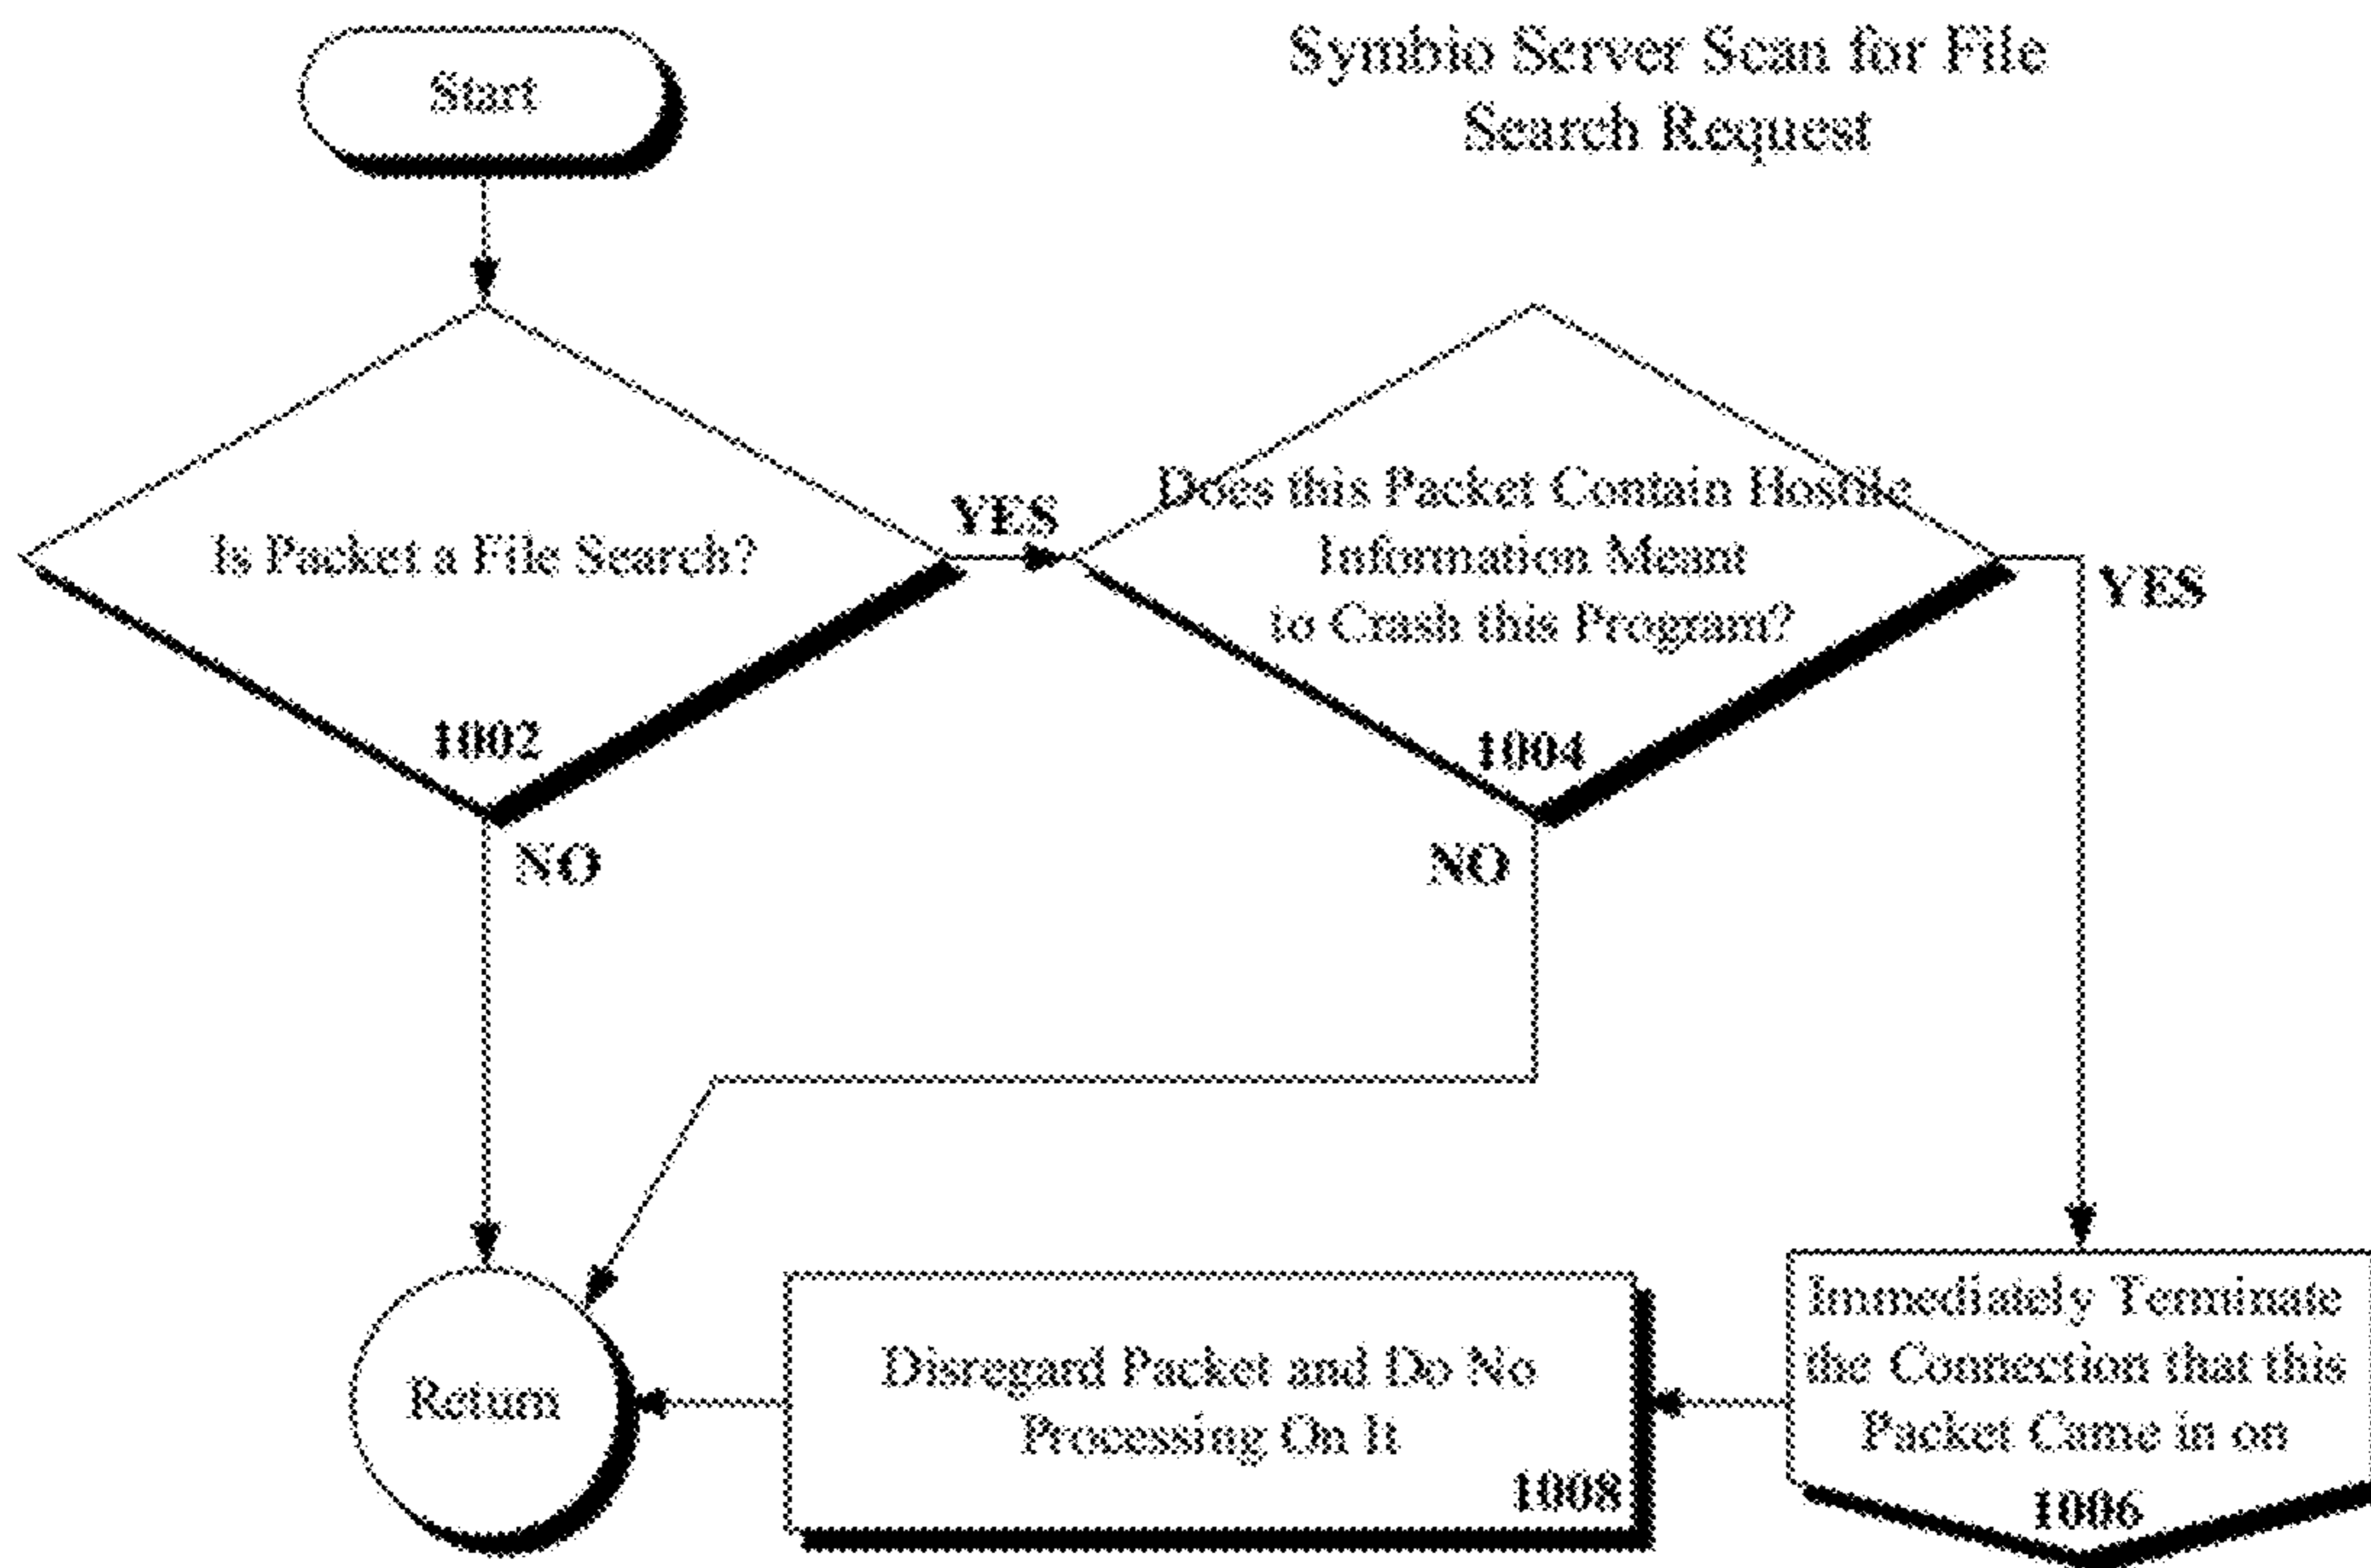 Symbio Server Scan for File
Search Request
Start
Is Packet a File Search?
1002
YES
NO
Does this Packet Contain Hostile
Information Meant
to Crash this Program?
1004
YES
NO
Immediately Terminate
the Connection that this
Packet Came in on
1006
Disregard Packet and Do No
Processing On It
1008
Return